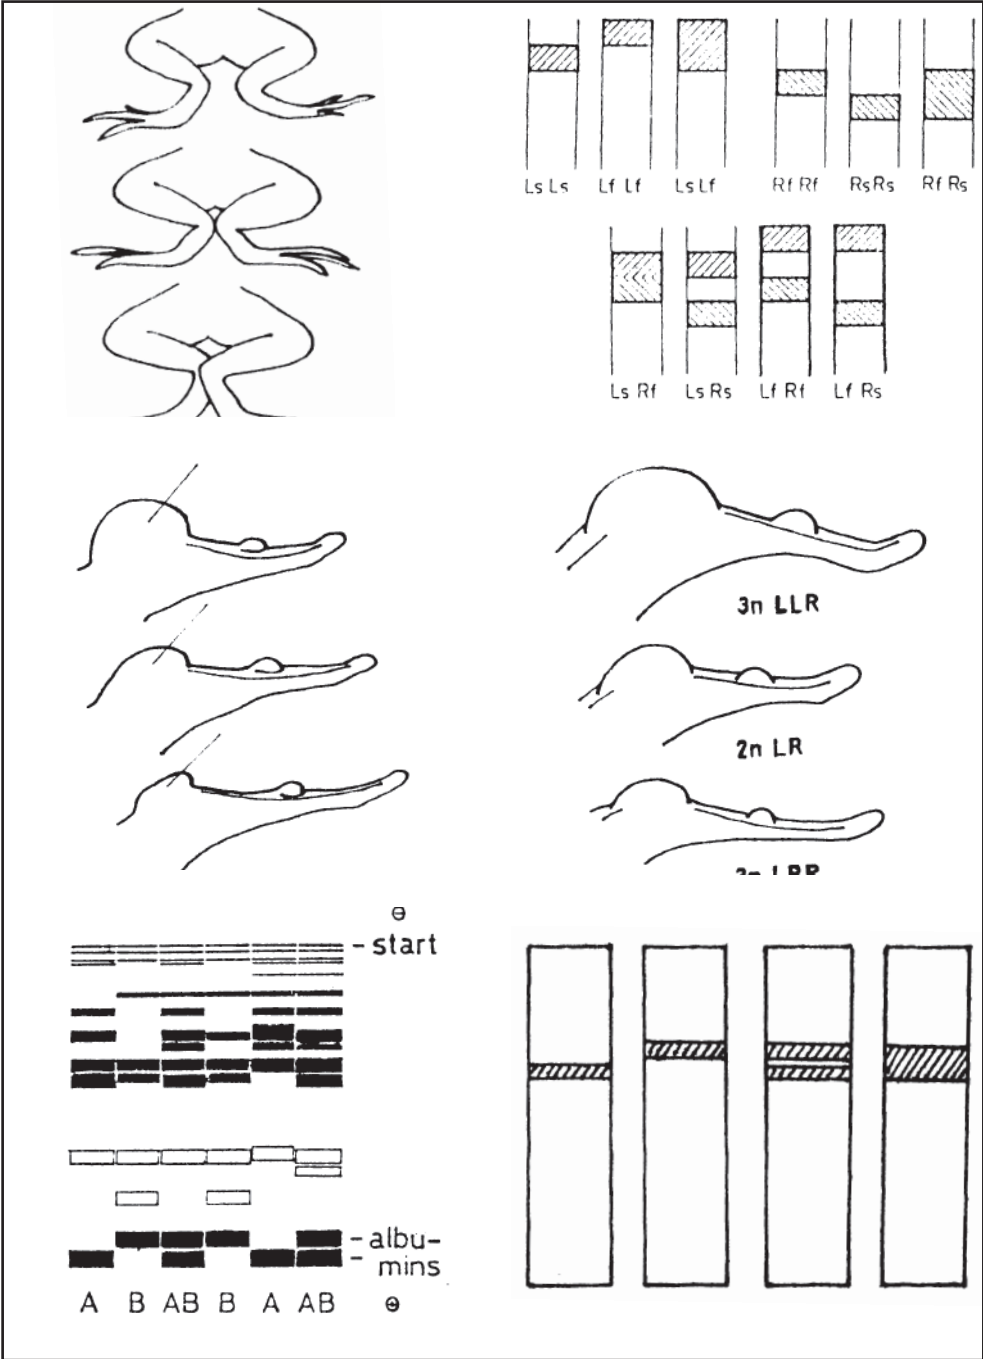 Ls Ls Lf Lf Ls Lf Rf Rf Rs Rs Rf Rs
Ls Rf Ls Rs Lf Rf Lf Rs
3n LLR
2n LR
⊖
start
albu-
mins
A B AB B A AB ⊕